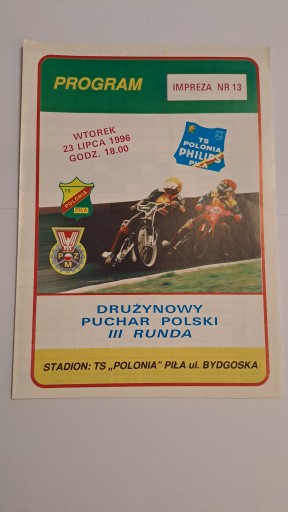 PROGRAM
IMPREZA NR 13
WTOREK
23 LIPCA 1996
GODZ. 18.00
TS
POLONIA
PHILIPS
PIŁA
TS
POLONIA
PIŁA
PZM
DRUŻYNOWY
PUCHAR POLSKI
III RUNDA
STADION: TS „POLONIA" PIŁA ul. BYDGOSKA